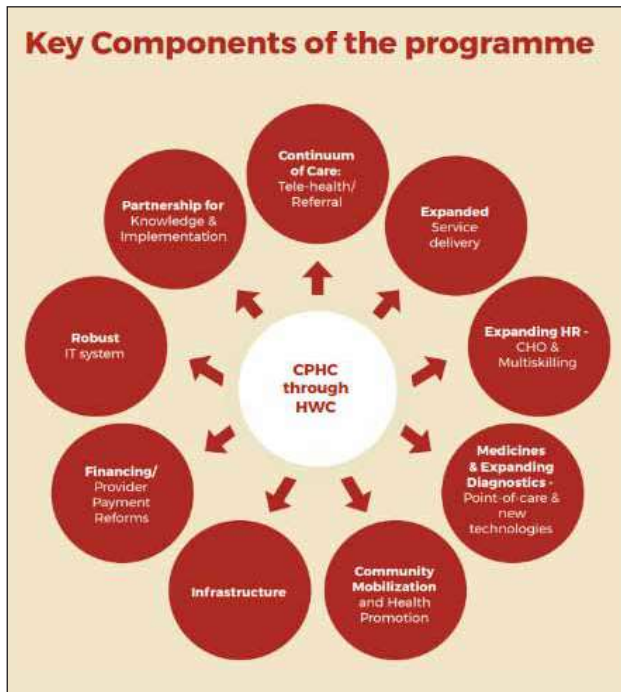 Key Components of the programme
Continuum
of Care:
Tele-health/
Referral
Expanded
Service
delivery
Expanding HR -
CHO &
Multiskilling
Medicines
& Expanding
Diagnostics -
Point-of-care &
new
technologies
Community
Mobilization
and Health
Promotion
Infrastructure
Financing/
Provider
Payment
Reforms
Robust
IT system
Partnership for
Knowledge &
Implementation
CPHC
through
HWC